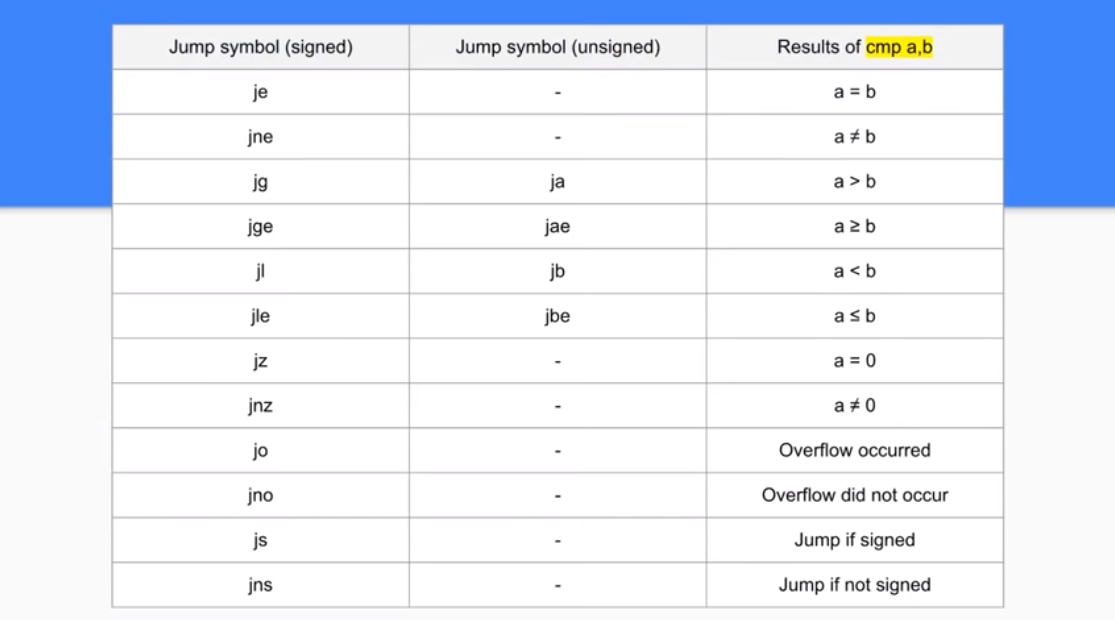 Jump symbol (signed) Jump symbol (unsigned) Results of cmp a,b
je - a = b
jne - a ≠ b
jg ja a > b
jge jae a ≥ b
jl jb a < b
jle jbe a ≤ b
jz - a = 0
jnz - a ≠ 0
jo - Overflow occurred
jno - Overflow did not occur
js - Jump if signed
jns - Jump if not signed